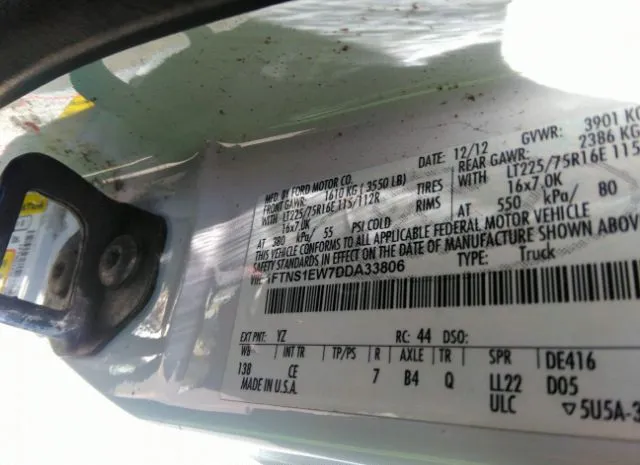 MFD. BY FORD MOTOR CO.
DATE: 12/12 GVWR: 3901 KG
FRONT GAWR: 1610 KG ( 3550 LB)
REAR GAWR: 2386 KG
WITH LT225/75R16E 115/112R TIRES
WITH LT225/75R16E 115
16x7.0K RIMS 16x7.0K
AT 380 kPa/ 55 PSI COLD AT 550 kPa/ 80
THIS VEHICLE CONFORMS TO ALL APPLICABLE FEDERAL MOTOR VEHICLE
SAFETY STANDARDS IN EFFECT ON THE DATE OF MANUFACTURE SHOWN ABOV
VIN: 1FTNS1EW7DDA33806 TYPE: Truck
EXT PNT: YZ RC: 44 DSO:
WB INT TR TP/PS R AXLE TR SPR DE416
138 CE 7 B4 Q LL22 D05
MADE IN U.S.A. ULC ▽5U5A-3